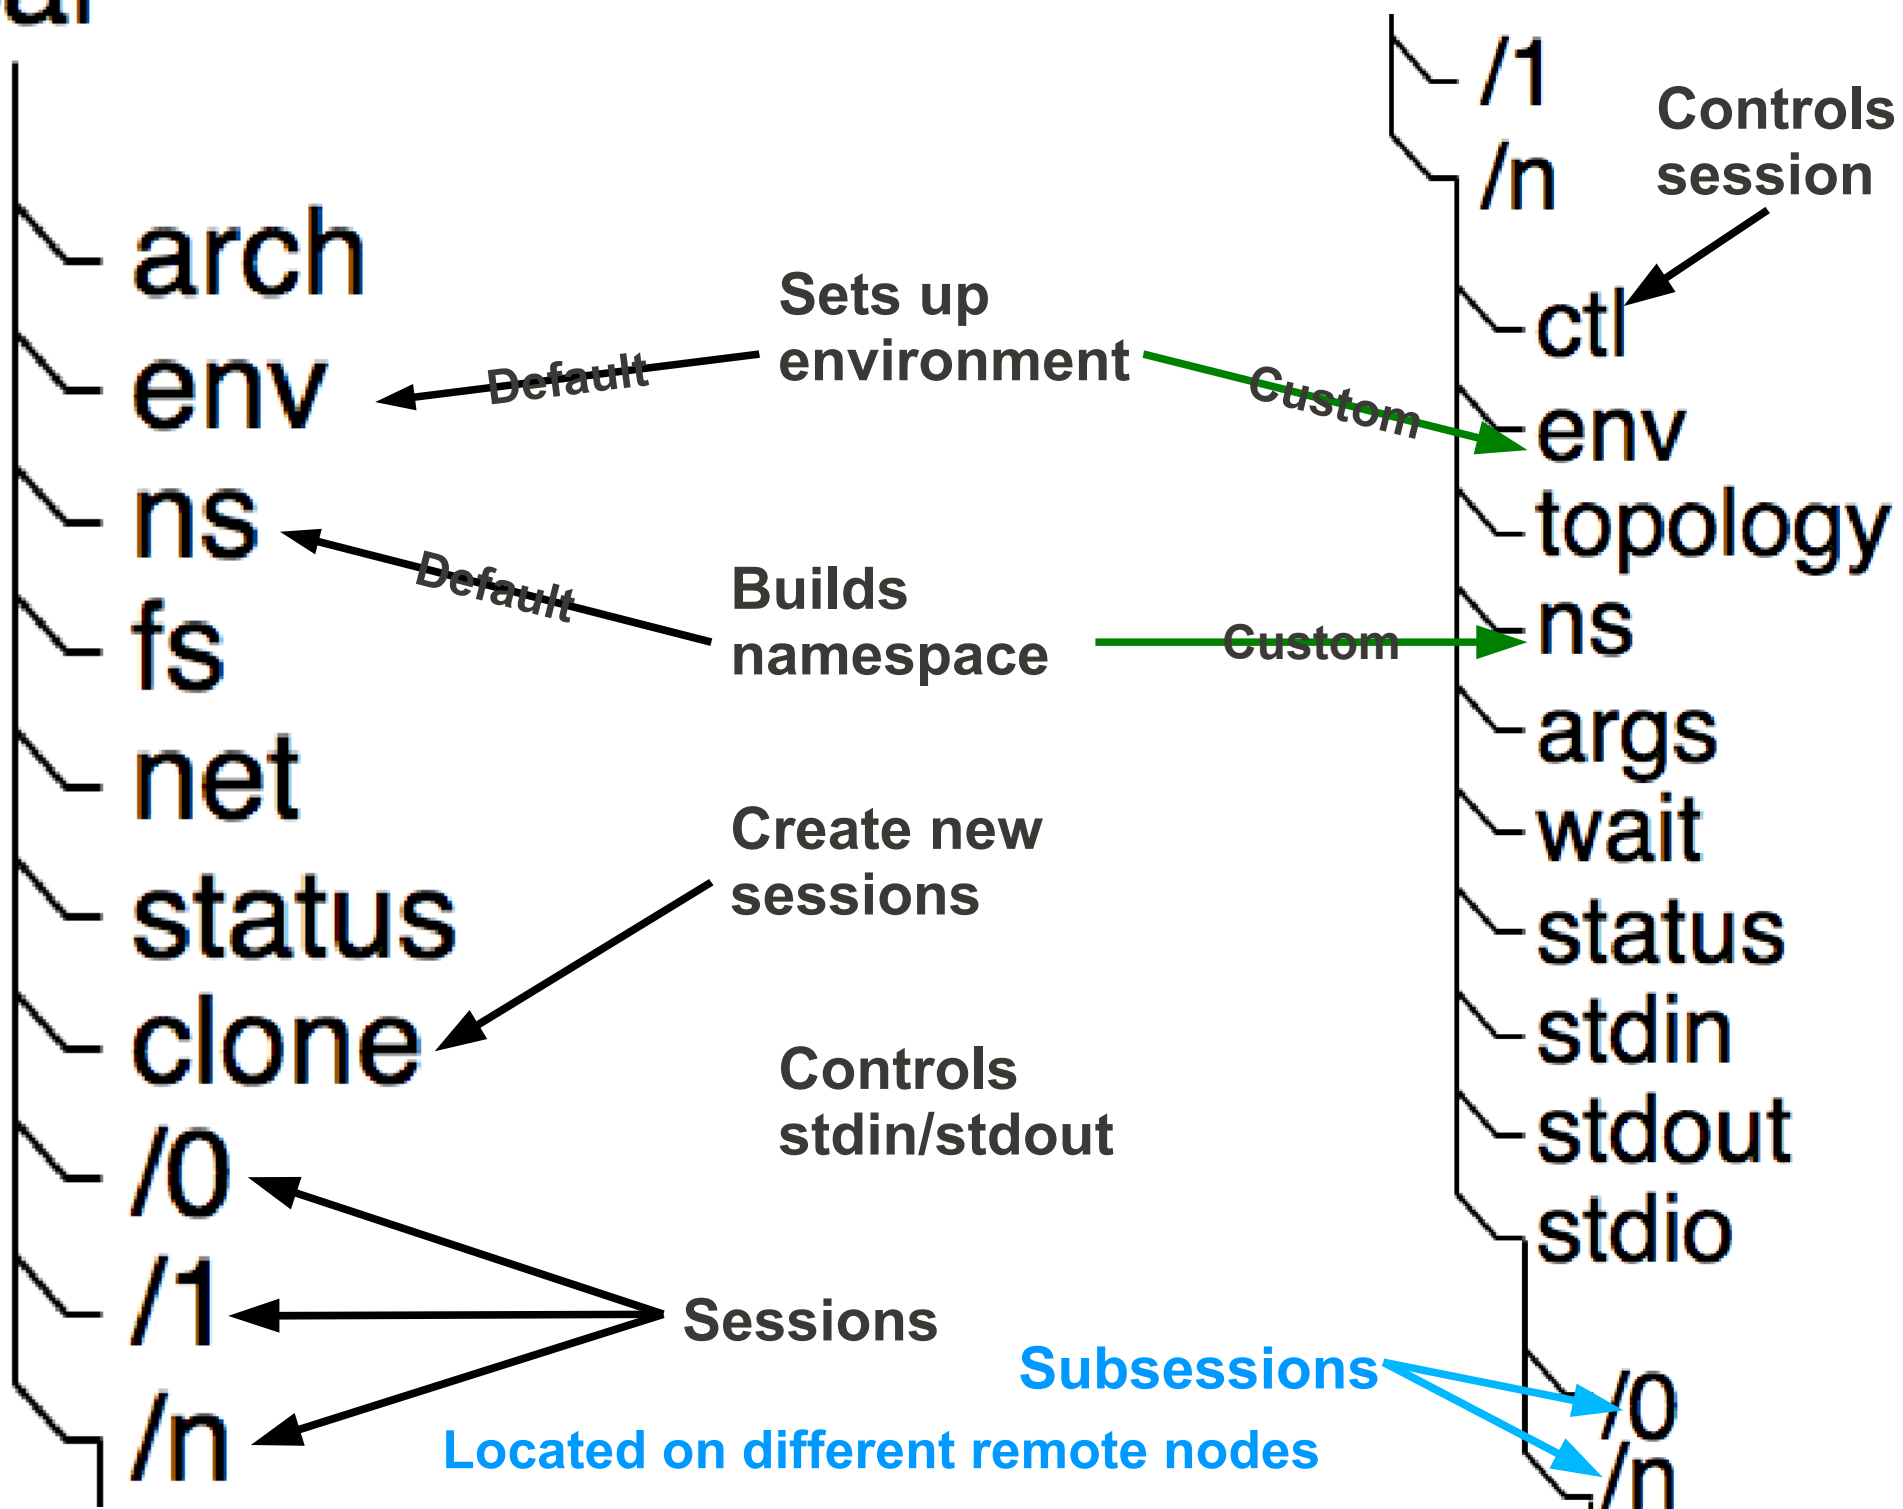 /1
/n
Controls
session
arch
env
ns
fs
net
status
clone
/0
/1
/n
Sets up
environment
Default
Custom
Builds
namespace
Default
Custom
Create new
sessions
Controls
stdin/stdout
Sessions
Subsessions
Located on different remote nodes
ctl
env
topology
ns
args
wait
status
stdin
stdout
stdio
/0
/n